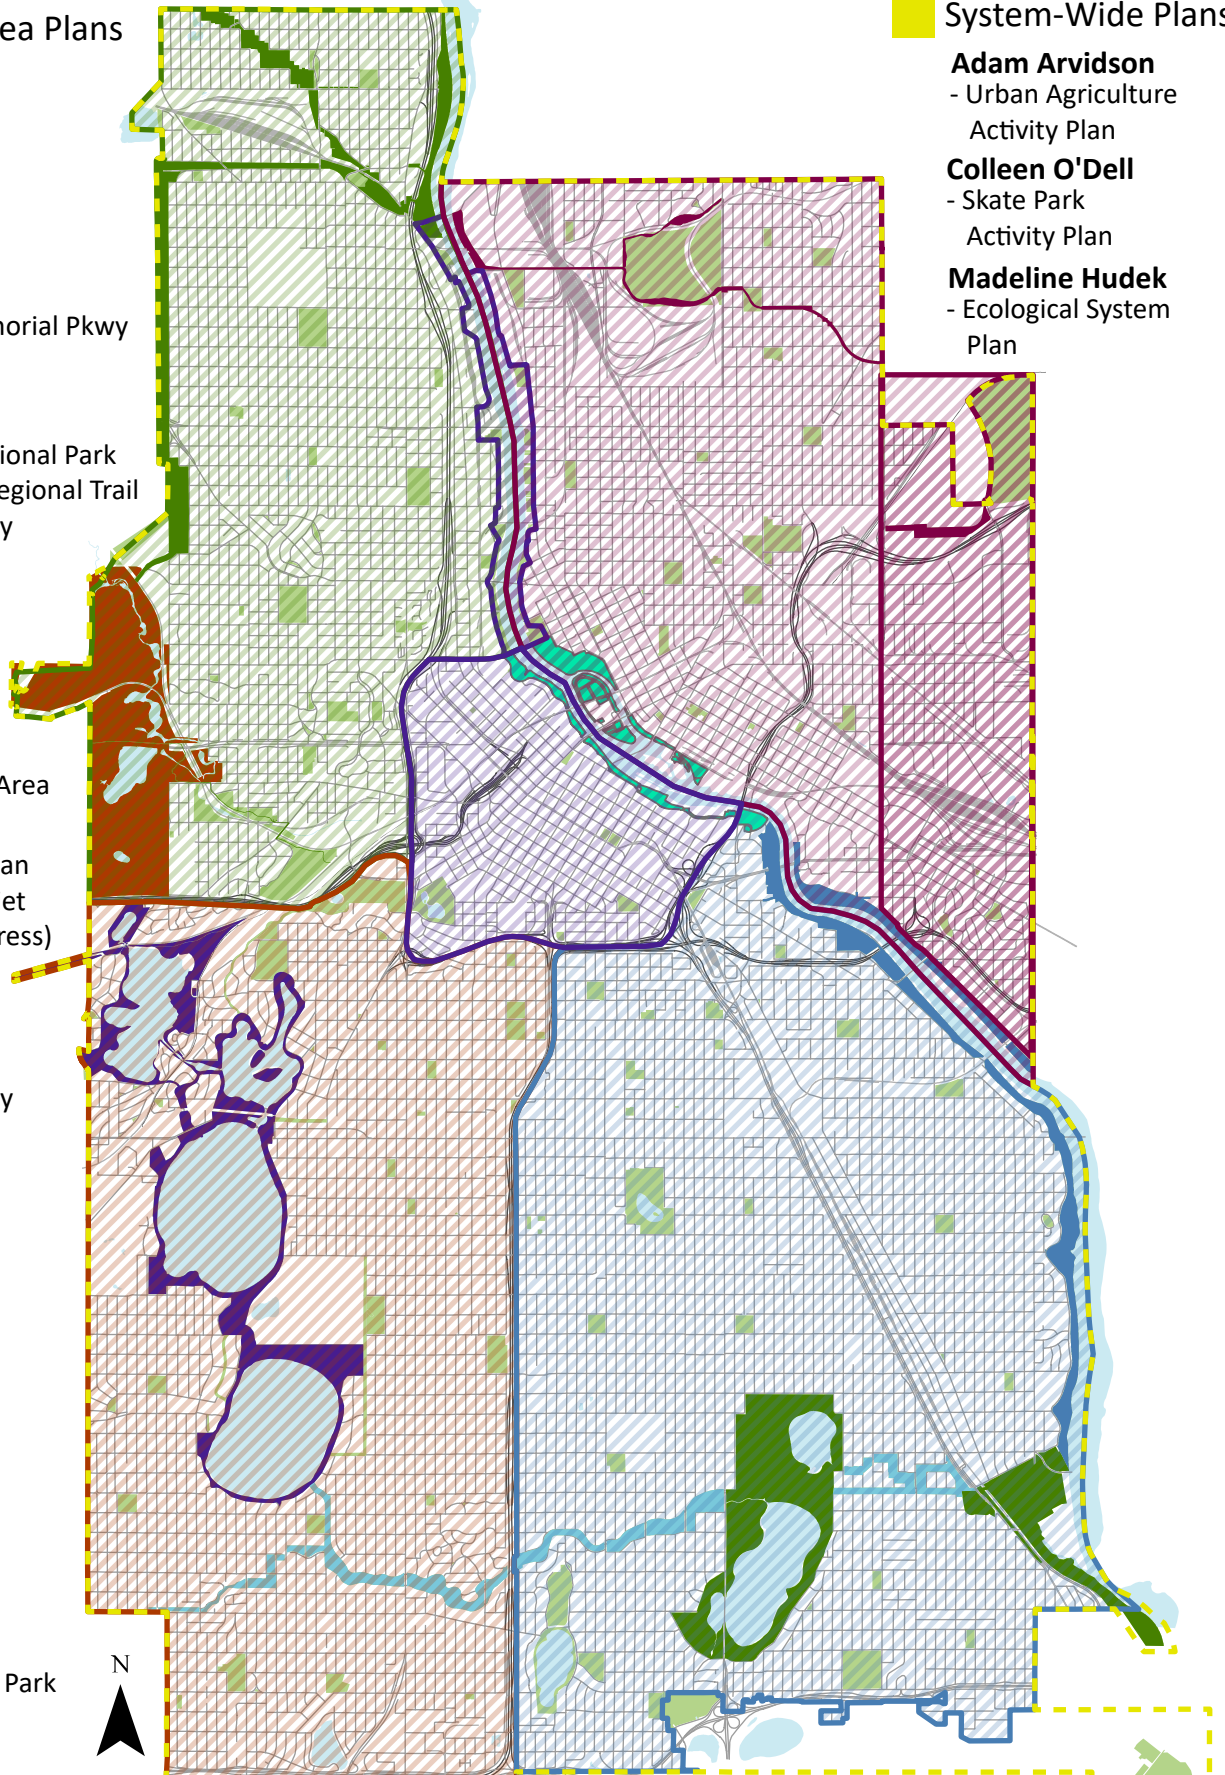 ea Plans
System-Wide Plans
Adam Arvidson
- Urban Agriculture
Activity Plan
Colleen O'Dell
- Skate Park
Activity Plan
Madeline Hudek
- Ecological System
Plan
norial Pkwy
ional Park
egional Trail
y
Area
an
et
ress)
y
Park
N